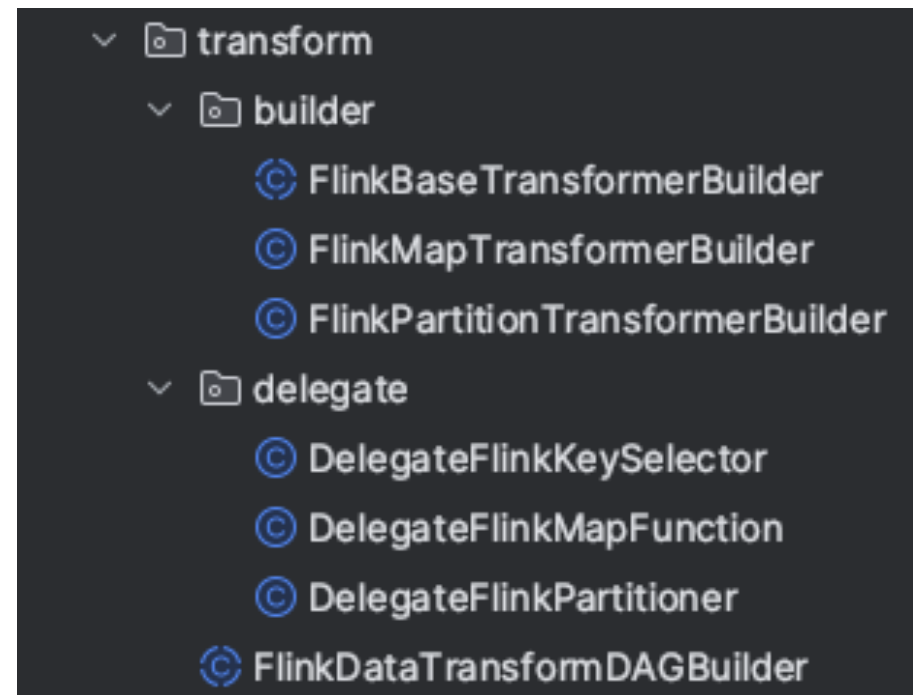 transform
builder
FlinkBaseTransformerBuilder
FlinkMapTransformerBuilder
FlinkPartitionTransformerBuilder
delegate
DelegateFlinkKeySelector
DelegateFlinkMapFunction
DelegateFlinkPartitioner
FlinkDataTransformDAGBuilder